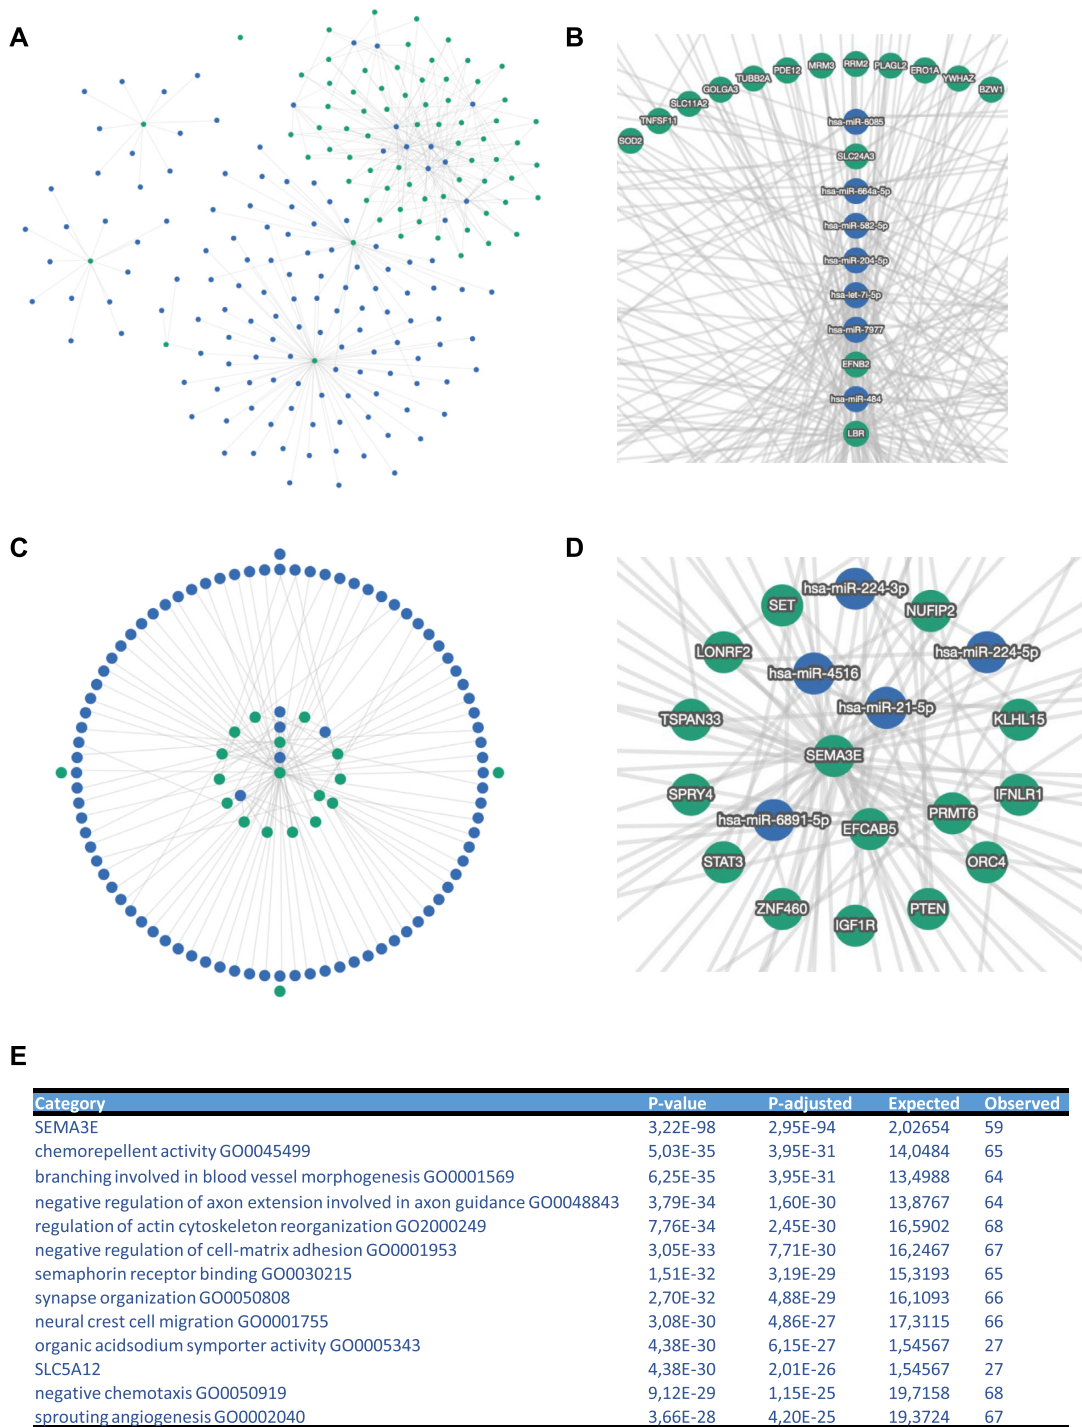 A
B
SOD2
TNFSF11
SLC11A2
GOLGA3
TUBB2A
PDE12
MRM3
RRM2
PLAGL2
ERO1A
YWHAZ
BZW1
hsa-miR-6085
SLC24A3
hsa-miR-664a-5p
hsa-miR-582-5p
hsa-miR-204-5p
hsa-let-7i-5p
hsa-miR-7977
EFNB2
hsa-miR-484
LBR
C
D
hsa-miR-224-3p
SET
NUFIP2
LONRF2
hsa-miR-224-5p
hsa-miR-4516
hsa-miR-21-5p
TSPAN33
KLHL15
SEMA3E
SPRY4
IFNLR1
PRMT6
hsa-miR-6891-5p
EFCAB5
STAT3
ORC4
ZNF460
PTEN
IGF1R
E
Category P-value P-adjusted Expected Observed
SEMA3E 3,22E-98 2,95E-94 2,02654 59
chemorepellent activity GO0045499 5,03E-35 3,95E-31 14,0484 65
branching involved in blood vessel morphogenesis GO0001569 6,25E-35 3,95E-31 13,4988 64
negative regulation of axon extension involved in axon guidance GO0048843 3,79E-34 1,60E-30 13,8767 64
regulation of actin cytoskeleton reorganization GO2000249 7,76E-34 2,45E-30 16,5902 68
negative regulation of cell-matrix adhesion GO0001953 3,05E-33 7,71E-30 16,2467 67
semaphorin receptor binding GO0030215 1,51E-32 3,19E-29 15,3193 65
synapse organization GO0050808 2,70E-32 4,88E-29 16,1093 66
neural crest cell migration GO0001755 3,08E-30 4,86E-27 17,3115 66
organic acidsodium symporter activity GO0005343 4,38E-30 6,15E-27 1,54567 27
SLC5A12 4,38E-30 2,01E-26 1,54567 27
negative chemotaxis GO0050919 9,12E-29 1,15E-25 19,7158 68
sprouting angiogenesis GO0002040 3,66E-28 4,20E-25 19,3724 67